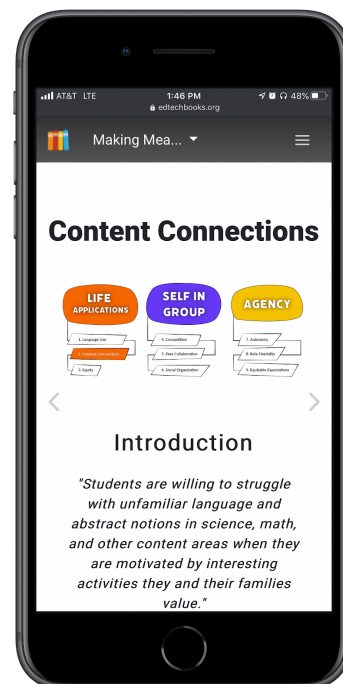 AT&T LTE
1:46 PM
48%
edtechbooks.org
Making Mea...
Content Connections
LIFE
APPLICATIONS
SELF IN
GROUP
AGENCY
1. Language Use
2. Content Connections
3. Equity
4. Competition
5. Peer Collaboration
6. Social Organization
7. Autonomy
8. Role Flexibility
9. Equitable Expectations
Introduction
"Students are willing to struggle
with unfamiliar language and
abstract notions in science, math,
and other content areas when they
are motivated by interesting
activities they and their families
value."